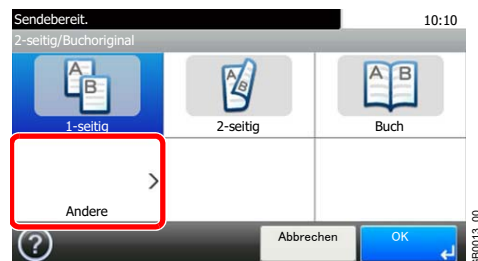 Sendebereit. 10:10
2-seitig/Buchoriginal
A B
A B
A B
1-seitig 2-seitig Buch
Andere
?
Abbrechen OK